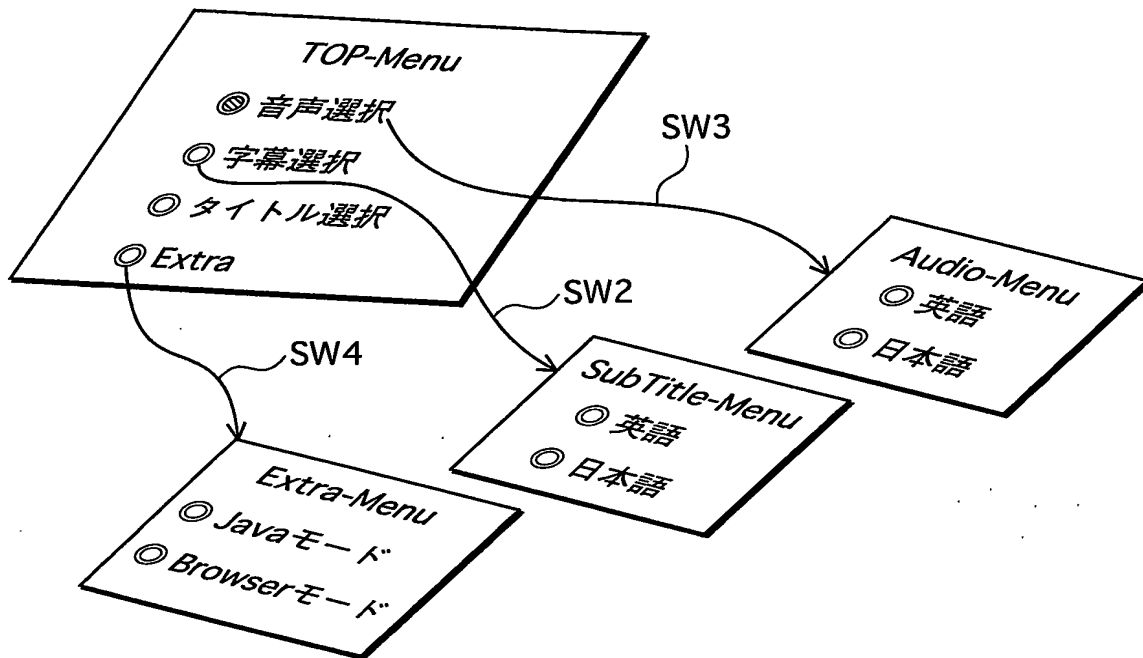 TOP-Menu
音声選択
字幕選択
タイトル選択
Extra
SW3
SW2
SW4
Audio-Menu
英語
日本語
SubTitle-Menu
英語
日本語
Extra-Menu
Javaモード
Browserモード